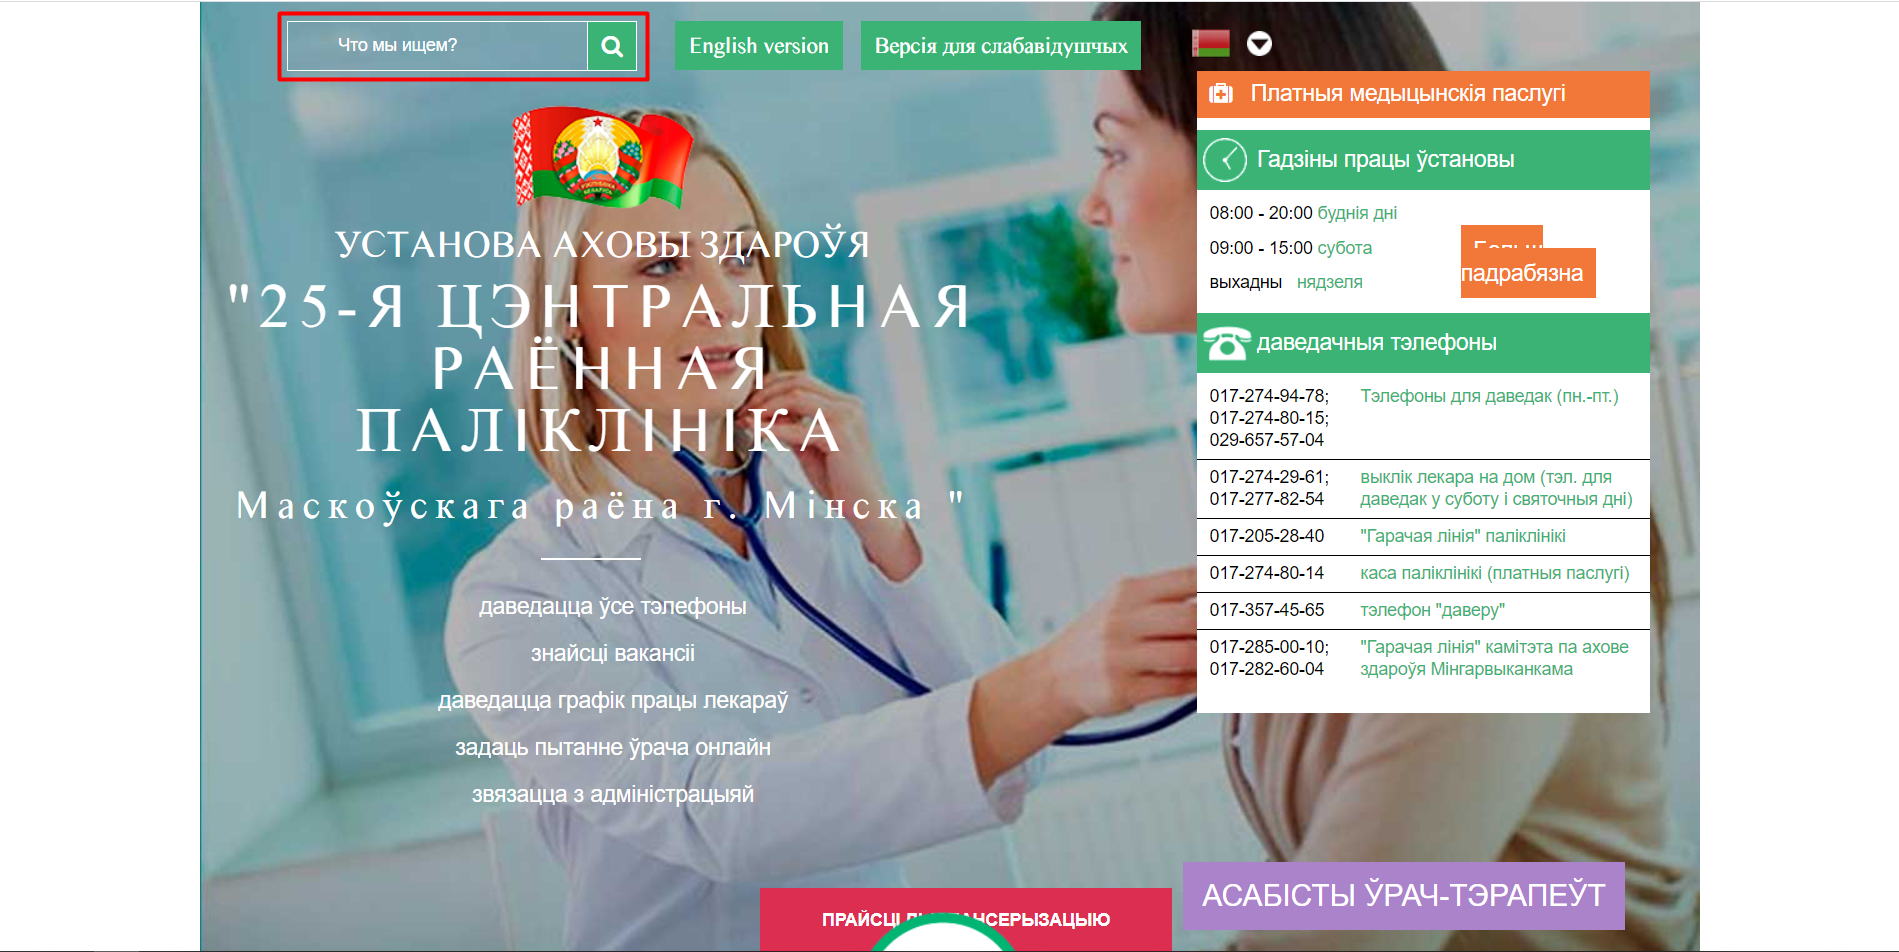 Что мы ищем?
English version
Версія для слабавідушчых
Платныя медыцынскія паслугі
УСТАНОВА АХОВЫ ЗДАРОЎЯ
"25-Я ЦЭНТРАЛЬНАЯ
РАЁННАЯ
ПАЛІКЛІНІКА
Маскоўскага раёна г. Мінска "
даведацца ўсе тэлефоны
знайсці вакансіі
даведацца графік працы лекараў
задаць пытанне ўрача онлайн
звязацца з адміністрацыяй
Гадзіны працы ўстановы
08:00 - 20:00 буднія дні
09:00 - 15:00 субота
выхадны нядзеля
Больш
падрабязна
даведачныя тэлефоны
017-274-94-78; Тэлефоны для даведак (пн.-пт.)
017-274-80-15;
029-657-57-04
017-274-29-61; выклік лекара на дом (тэл. для
017-277-82-54 даведак у суботу і святочныя дні)
017-205-28-40 "Гарачая лінія" паліклінікі
017-274-80-14 каса паліклінікі (платныя паслугі)
017-357-45-65 тэлефон "даверу"
017-285-00-10; "Гарачая лінія" камітэта па ахове
017-282-60-04 здароўя Мінгарвыканкама
АСАБІСТЫ ЎРАЧ-ТЭРАПЕЎТ
ПРАЙСЦІ